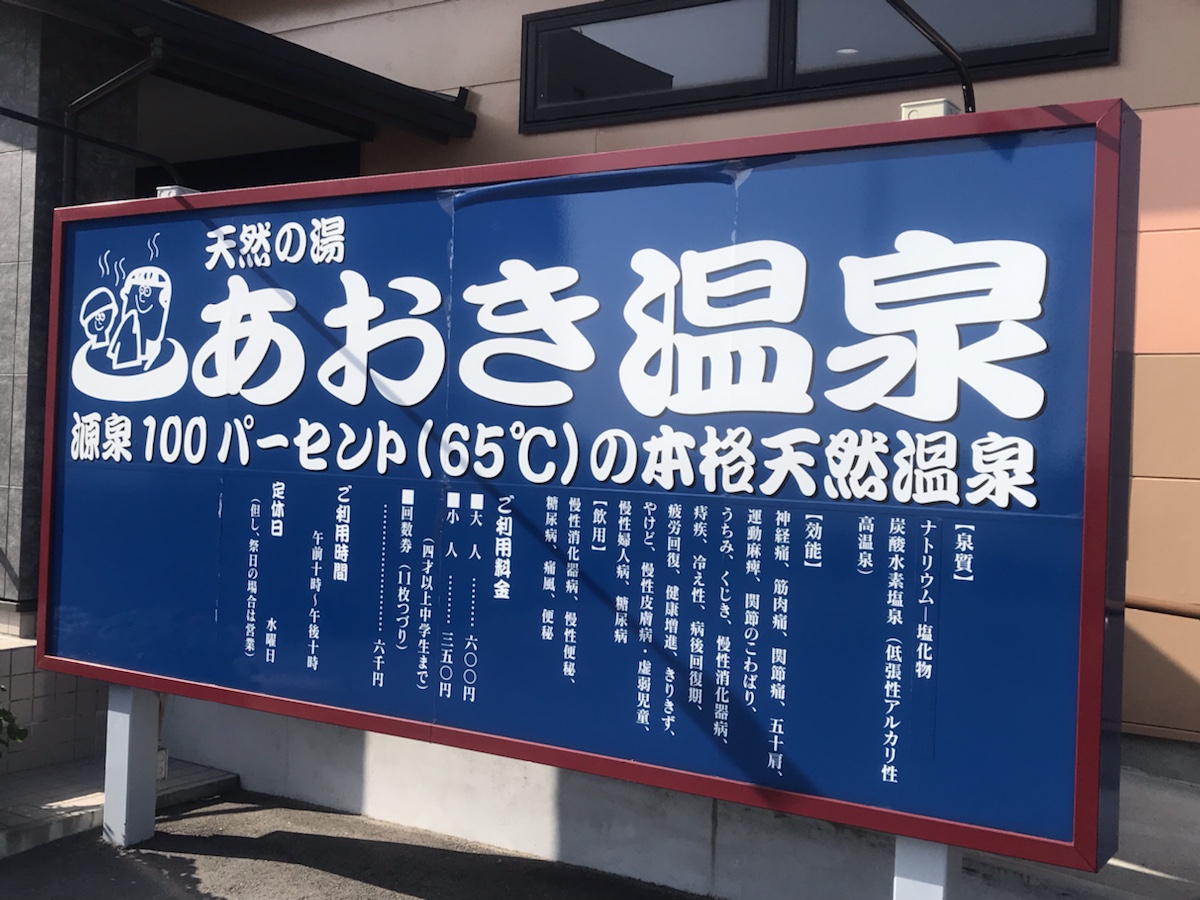 天然の湯
あおき温泉
源泉100パーセント(65℃)の本格天然温泉
【泉質】
ナトリウム―塩化物
炭酸水素塩泉（低張性アルカリ性
高温泉）
【効能】
神経痛、筋肉痛、関節痛、五十肩、
運動麻痺、関節のこわばり、
うちみ、くじき、慢性消化器病、
痔疾、冷え性、病後回復期、
疲労回復、健康増進、きりきず、
やけど、慢性皮膚病・虚弱児童、
慢性婦人病、糖尿病
【飲用】
慢性消化器病、慢性便秘、
糖尿病、痛風、便秘
ご利用料金
■大 人 ………六〇〇円
■小 人 ………三五〇円
（四才以上中学生まで）
■回数券（11枚つづり）
………………………六千円
ご利用時間
午前十時～午後十時
定休日
水曜日
（但し、祭日の場合は営業）